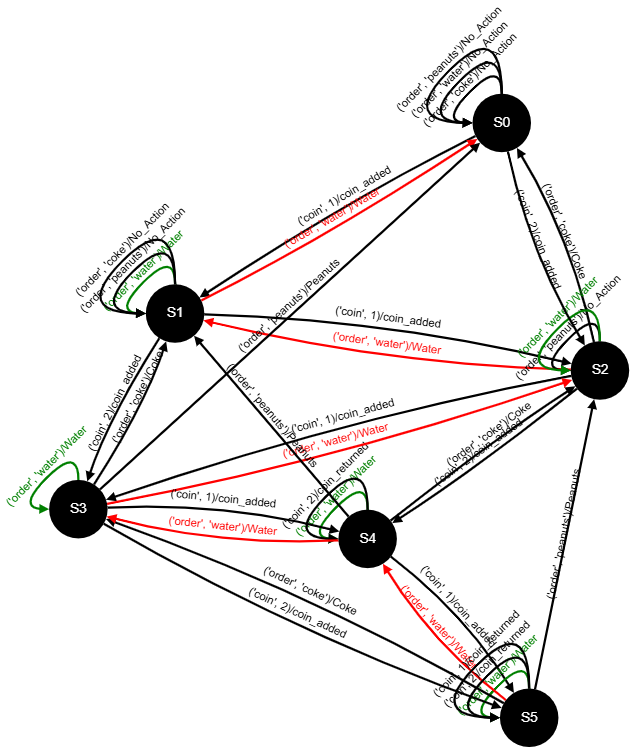 ('order', 'peanuts')/No_Action
('order', 'water')/No_Action
('order', 'coke')/No_Action
S0
('coin', 1)/coin_added
('order', 'water')/Water
('coin', 2)/coin_added
('order', 'coke')/Coke
('order', 'coke')/No_Action
('order', 'peanuts')/No_Action
('order', 'water')/Water
S1
('order', 'peanuts')/Peanuts
('coin', 1)/coin_added
('order', 'water')/Water
('order', 'water')/Water
('order', 'peanuts')/No_Action
S2
('coin', 2)/coin_added
('order', 'coke')/Coke
('order', 'peanuts')/Peanuts
('coin', 1)/coin_added
('order', 'water')/Water
('order', 'coke')/Coke
('coin', 2)/coin_added
('order', 'water')/Water
S3
('coin', 1)/coin_added
('order', 'water')/Water
('coin', 2)/coin_returned
('order', 'water')/Water
S4
('order', 'peanuts')/Peanuts
('order', 'coke')/Coke
('coin', 2)/coin_added
('coin', 1)/coin_added
('order', 'water')/Water
('coin', 1)/coin_returned
('coin', 2)/coin_returned
('order', 'water')/Water
S5